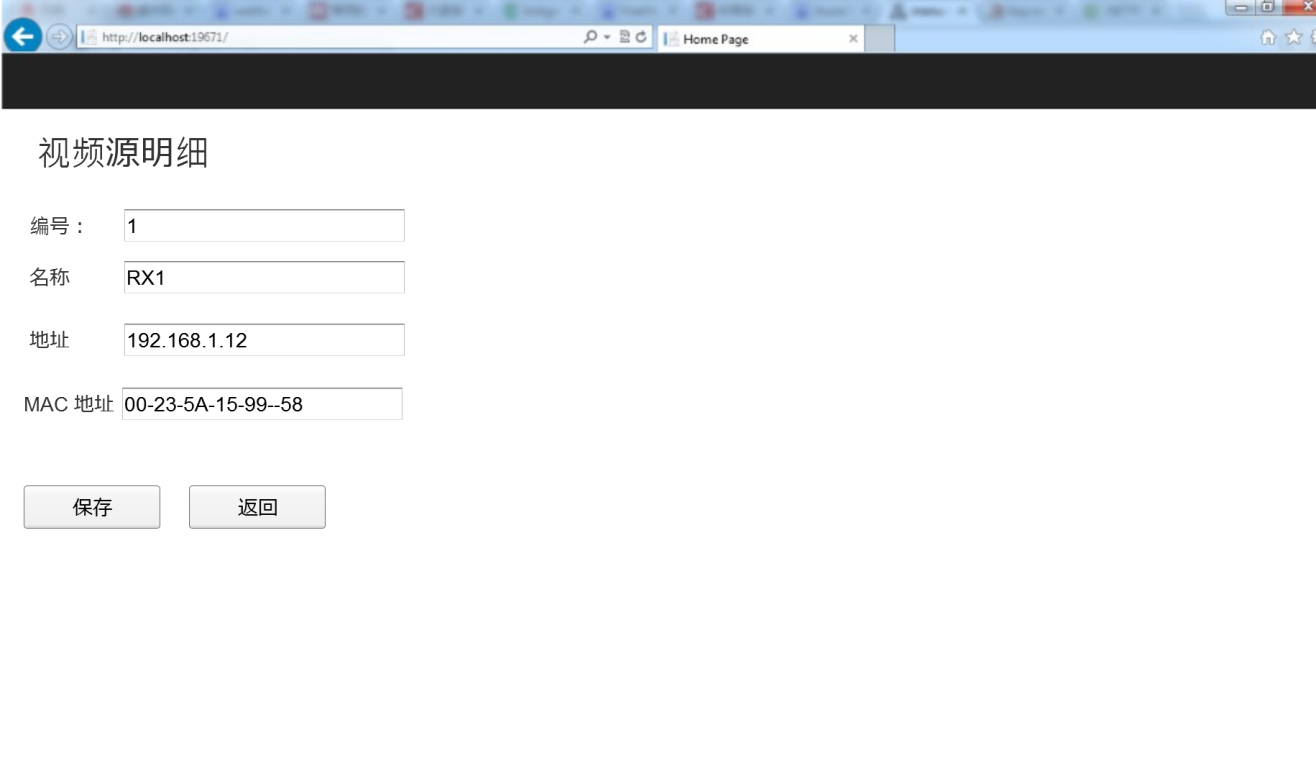 http://localhost:19671/
Home Page
视频源明细
编号：
1
名称
RX1
地址
192.168.1.12
MAC 地址
00-23-5A-15-99--58
保存
返回